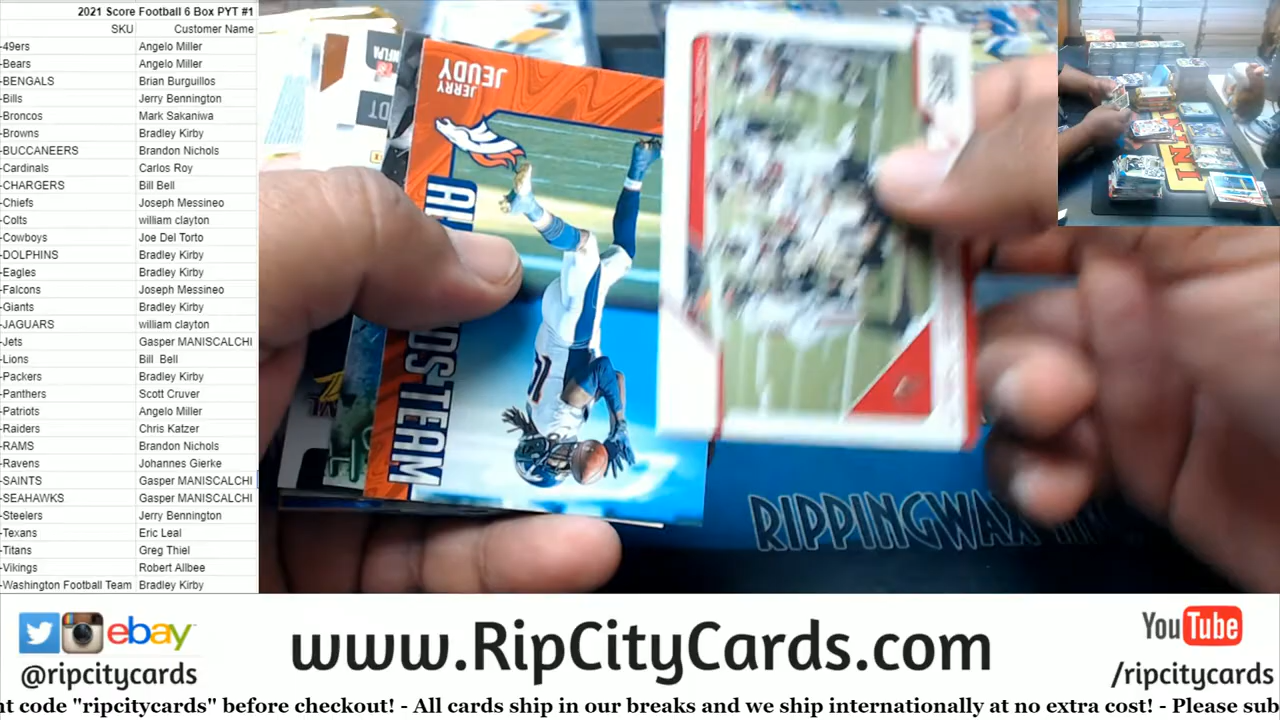 2021 Score Football 6 Box PYT #1
SKU Customer Name
-49ers Angelo Miller
-Bears Angelo Miller
-BENGALS Brian Burguillos
-Bills Jerry Bennington
-Broncos Mark Sakaniwa
-Browns Bradley Kirby
-BUCCANEERS Brandon Nichols
-Cardinals Carlos Roy
-CHARGERS Bill Bell
-Chiefs Joseph Messineo
-Colts william clayton
-Cowboys Joe Del Torto
-DOLPHINS Bradley Kirby
-Eagles Bradley Kirby
-Falcons Joseph Messineo
-Giants Bradley Kirby
-JAGUARS william clayton
-Jets Gasper MANISCALCHI
-Lions Bill Bell
-Packers Bradley Kirby
-Panthers Scott Cruver
-Patriots Angelo Miller
-Raiders Chris Katzer
-RAMS Brandon Nichols
-Ravens Johannes Gierke
-SAINTS Gasper MANISCALCHI
-SEAHAWKS Gasper MANISCALCHI
-Steelers Jerry Bennington
-Texans Eric Leal
-Titans Greg Thiel
-Vikings Robert Allbee
-Washington Football Team Bradley Kirby
JERRY
JEUDY
TEAM
RIPPINGWAX
ebay
@ripcitycards
www.RipCityCards.com
YouTube
/ripcitycards
nt code "ripcitycards" before checkout! - All cards ship in our breaks and we ship internationally at no extra cost! - Please sub